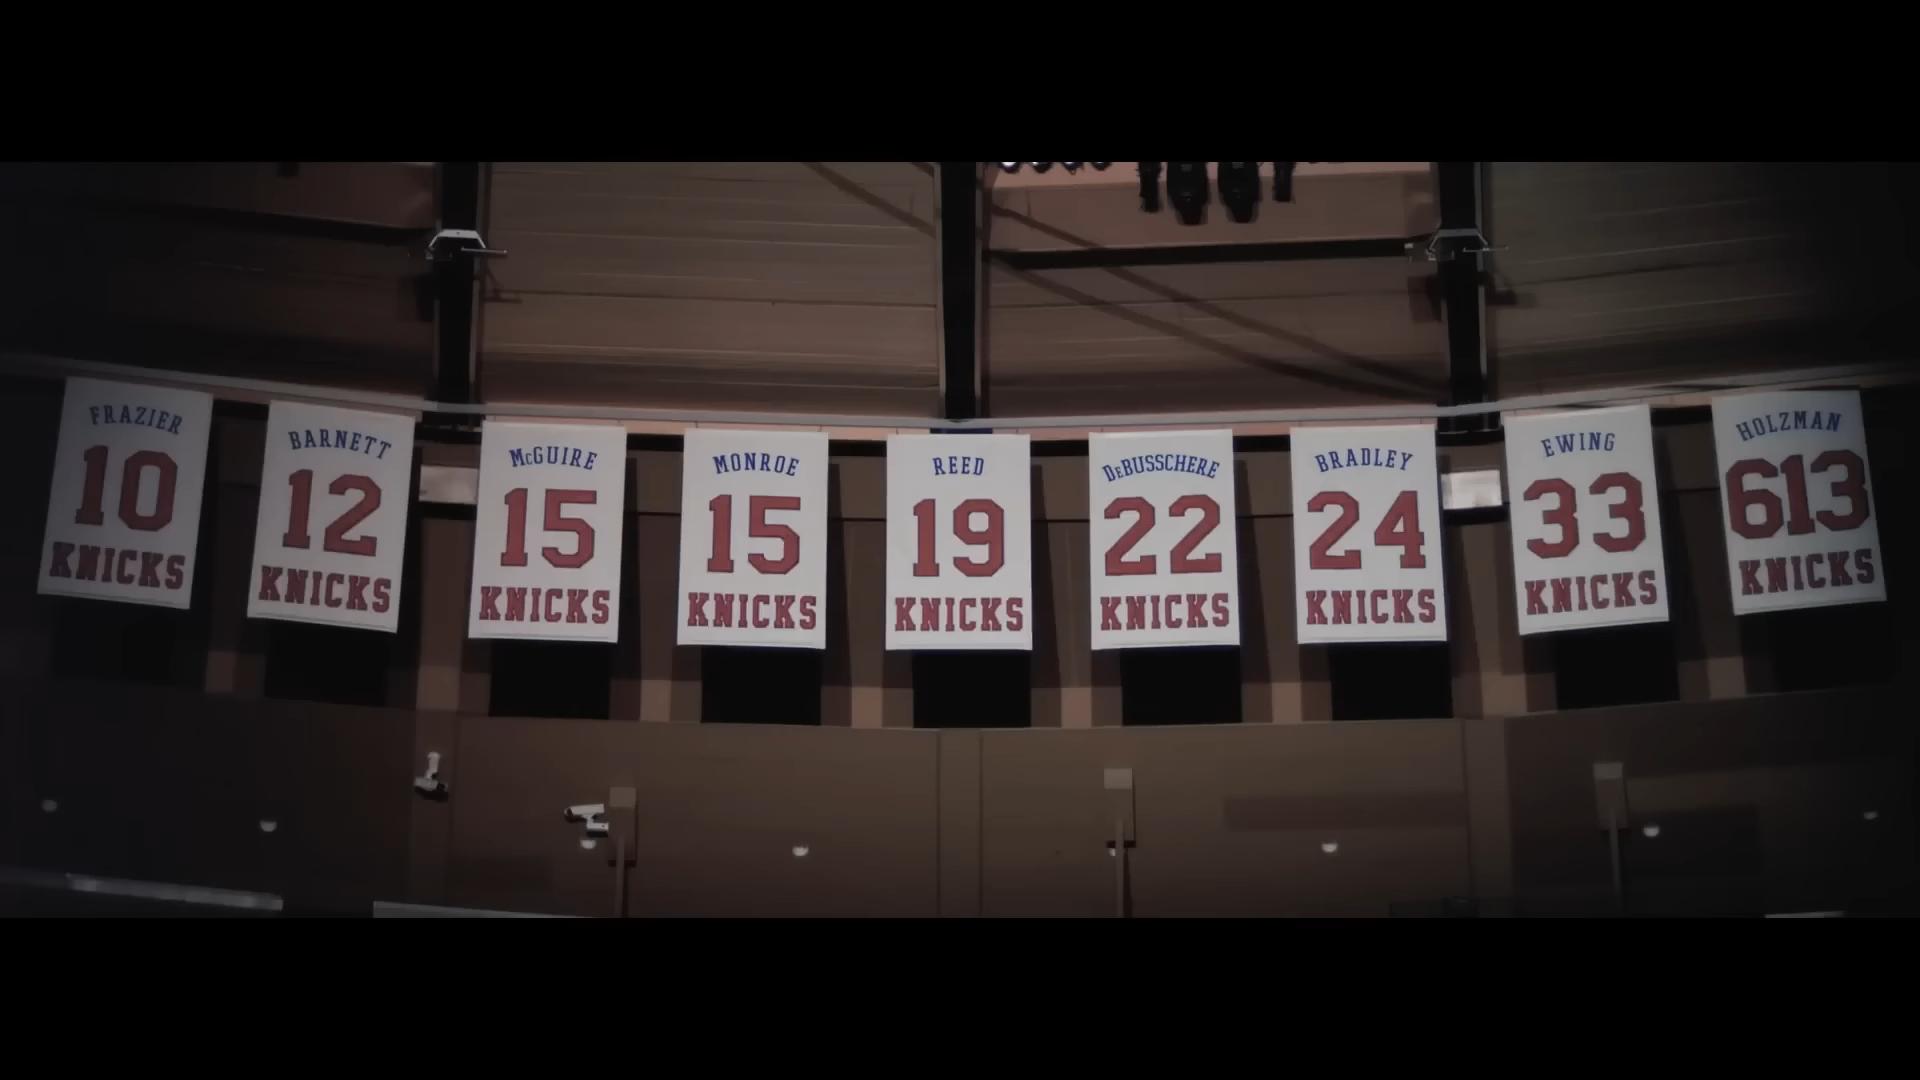 FRAZIER
10
KNICKS
BARNETT
12
KNICKS
McGUIRE
15
KNICKS
MONROE
15
KNICKS
REED
19
KNICKS
DeBUSSCHERE
22
KNICKS
BRADLEY
24
KNICKS
EWING
33
KNICKS
HOLZMAN
613
KNICKS